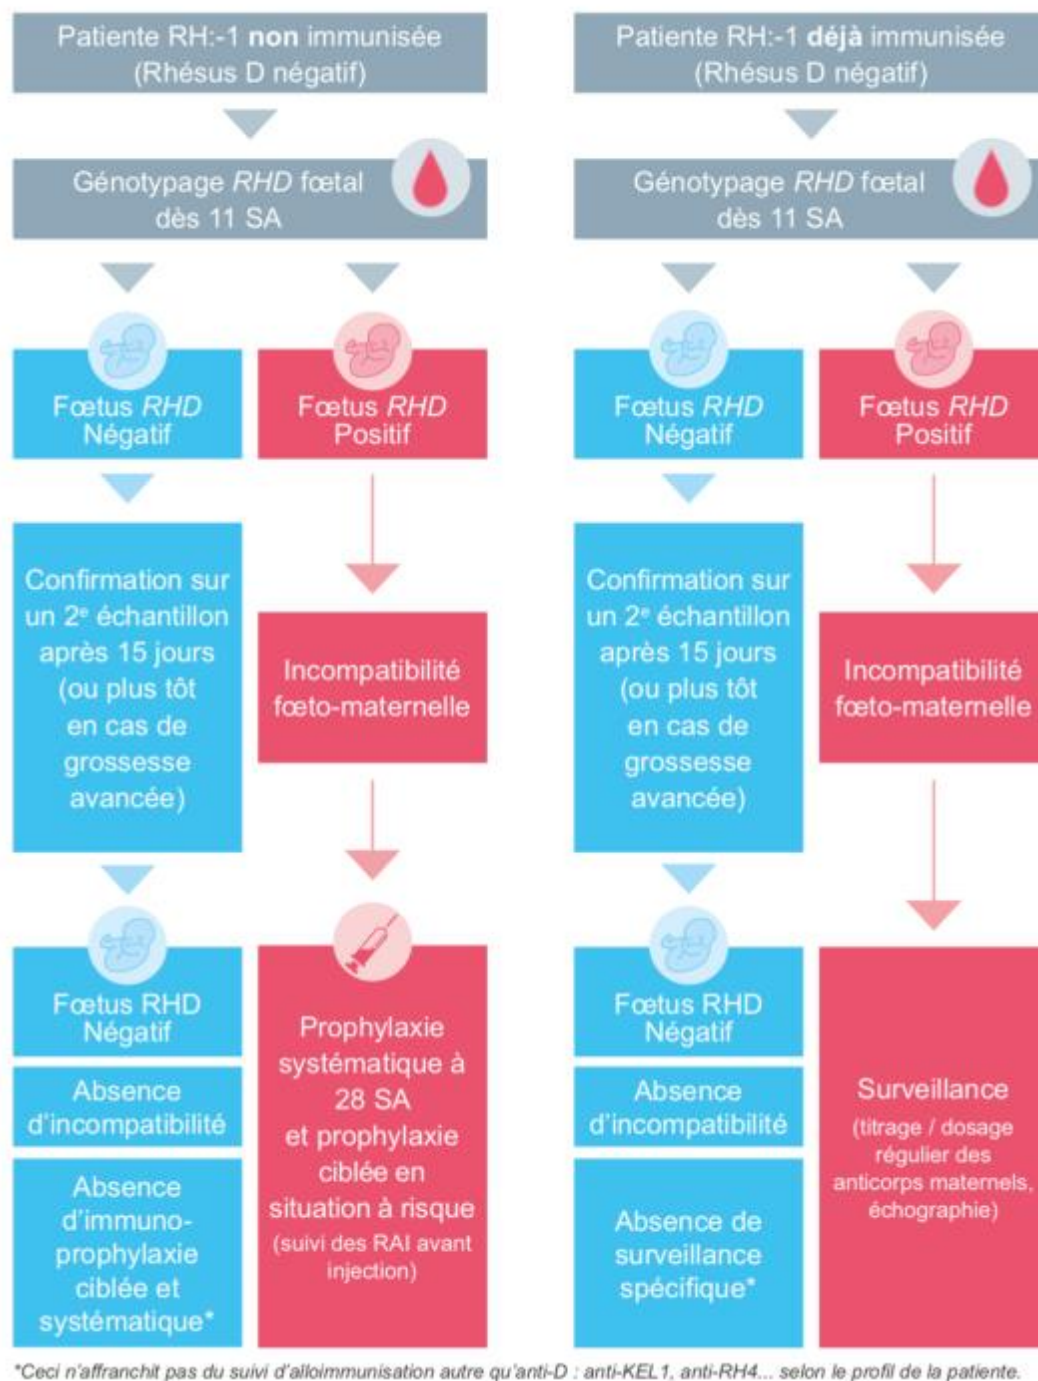 Patiente RH:-1 non immunisée
(Rhésus D négatif)
Génotypage RHD fœtal
dès 11 SA
Fœtus RHD
Négatif
Fœtus RHD
Positif
Confirmation sur
un 2e échantillon
après 15 jours
(ou plus tôt
en cas de
grossesse
avancée)
Incompatibilité
fœto-maternelle
Fœtus RHD
Négatif
Absence
d'incompatibilité
Absence
d'immuno-
prophylaxie
ciblée et
systématique*
Prophylaxie
systématique à
28 SA
et prophylaxie
ciblée en
situation à risque
(suivi des RAI avant
injection)
Patiente RH:-1 déjà immunisée
(Rhésus D négatif)
Génotypage RHD fœtal
dès 11 SA
Fœtus RHD
Négatif
Fœtus RHD
Positif
Confirmation sur
un 2e échantillon
après 15 jours
(ou plus tôt
en cas de
grossesse
avancée)
Incompatibilité
fœto-maternelle
Fœtus RHD
Négatif
Absence
d'incompatibilité
Absence de
surveillance
spécifique*
Surveillance
(titrage / dosage
régulier des
anticorps maternels,
échographie)
*Ceci n'affranchit pas du suivi d'alloimmunisation autre qu'anti-D : anti-KEL1, anti-RH4... selon le profil de la patiente.